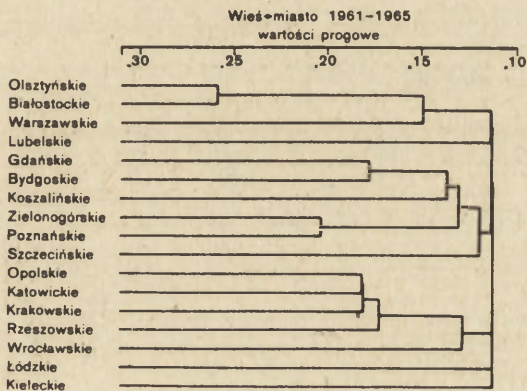 Wieś→miasto 1961–1965
wartości progowe
.30 .25 .20 .15 .10
Olsztyńskie
Białostockie
Warszawskie
Lubelskie
Gdańskie
Bydgoskie
Koszalińskie
Zielonogórskie
Poznańskie
Szczecińskie
Opolskie
Katowickie
Krakowskie
Rzeszowskie
Wrocławskie
Łódzkie
Kieleckie